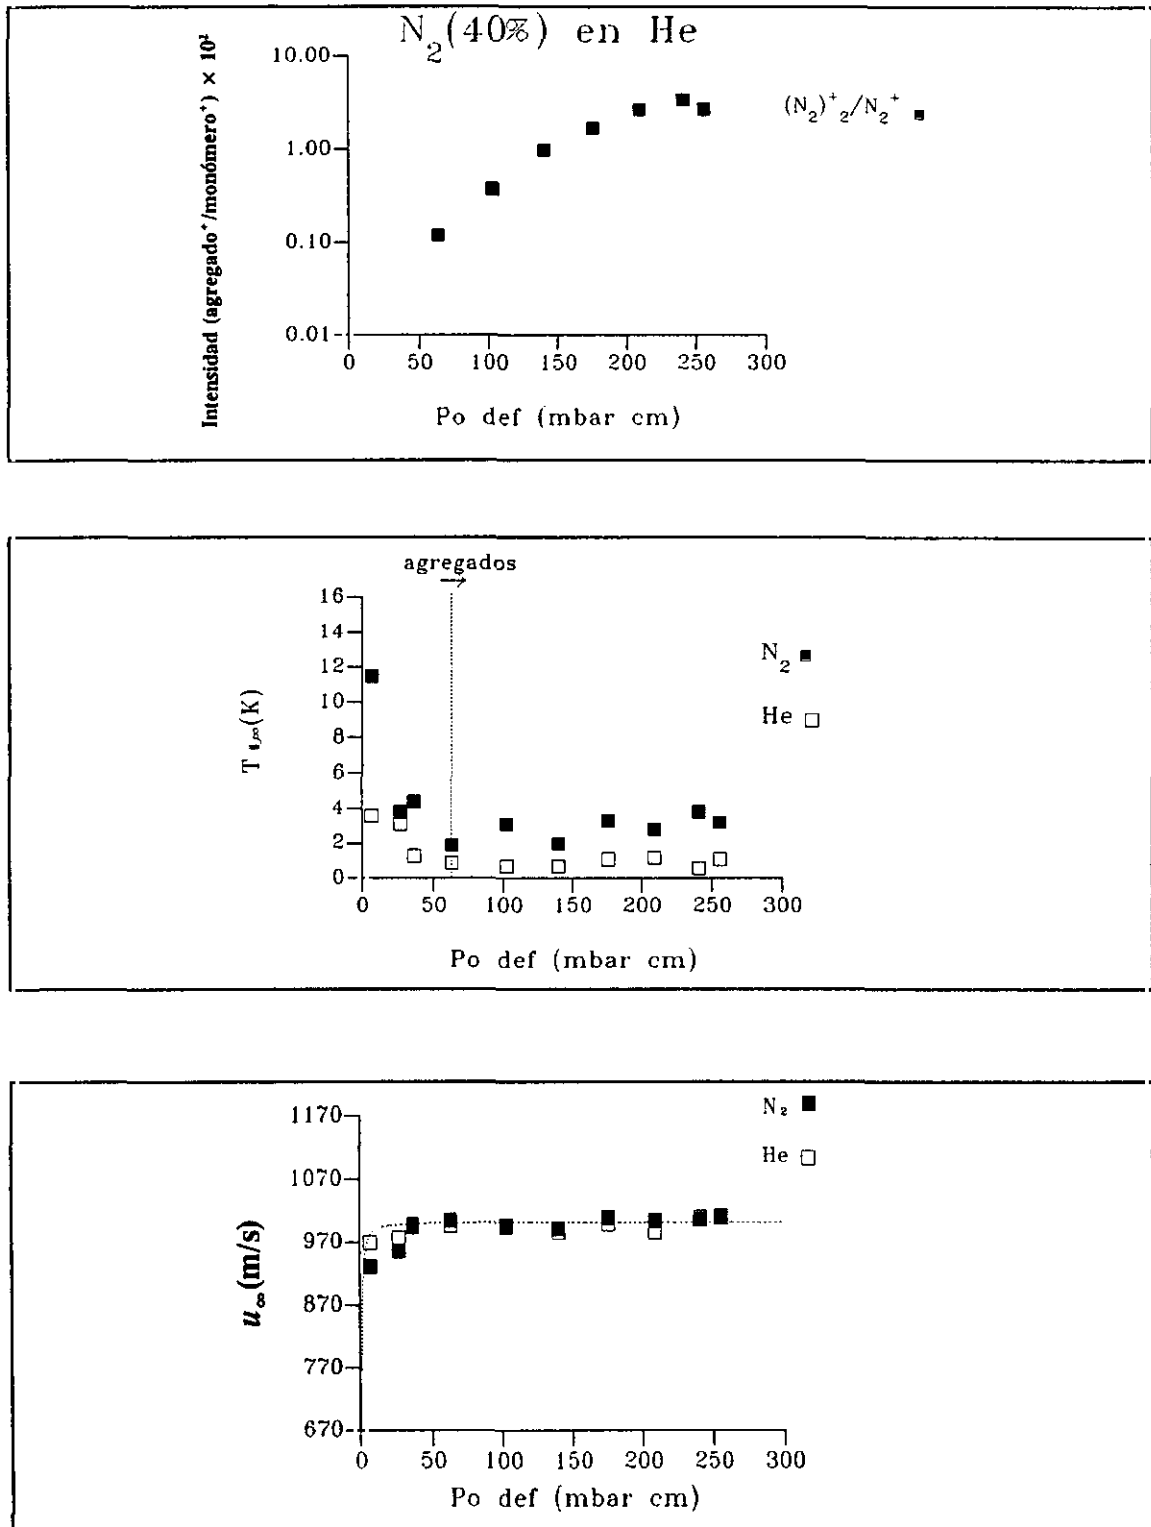 N₂(40%) en He
Intensidad (agregado⁺/monómero⁺) × 10²
10.00
1.00
0.10
0.01
0 50 100 150 200 250 300
Po def (mbar cm)
(N₂)⁺₂/N₂⁺
agregados
T ∞(K)
16
14
12
10
8
6
4
2
0
0 50 100 150 200 250 300
Po def (mbar cm)
N₂
He
u∞(m/s)
1170
1070
970
870
770
670
0 50 100 150 200 250 300
Po def (mbar cm)
N₂
He